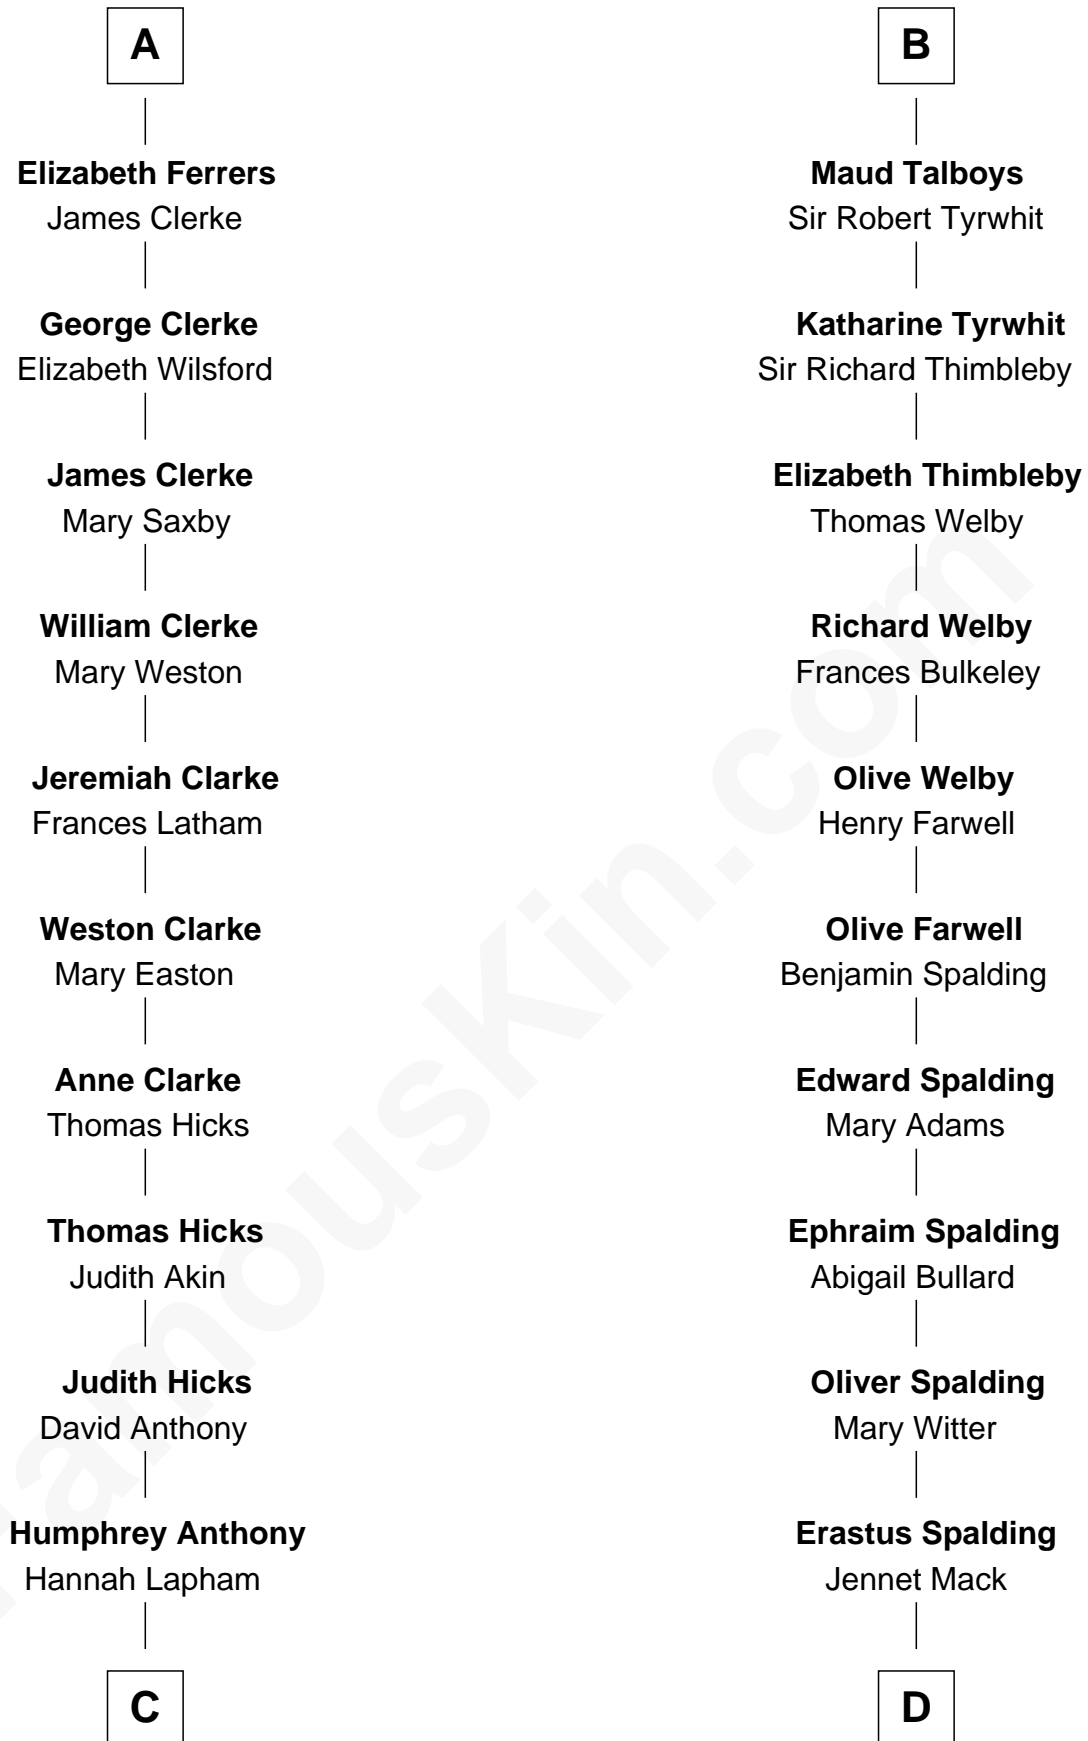 A
Elizabeth Ferrers
James Clerke
George Clerke
Elizabeth Wilsford
James Clerke
Mary Saxby
William Clerke
Mary Weston
Jeremiah Clarke
Frances Latham
Weston Clarke
Mary Easton
Anne Clarke
Thomas Hicks
Thomas Hicks
Judith Akin
Judith Hicks
David Anthony
Humphrey Anthony
Hannah Lapham
C
B
Maud Talboys
Sir Robert Tyrwhit
Katharine Tyrwhit
Sir Richard Thimbleby
Elizabeth Thimbleby
Thomas Welby
Richard Welby
Frances Bulkeley
Olive Welby
Henry Farwell
Olive Farwell
Benjamin Spalding
Edward Spalding
Mary Adams
Ephraim Spalding
Abigail Bullard
Oliver Spalding
Mary Witter
Erastus Spalding
Jennet Mack
D
FamousKin.com